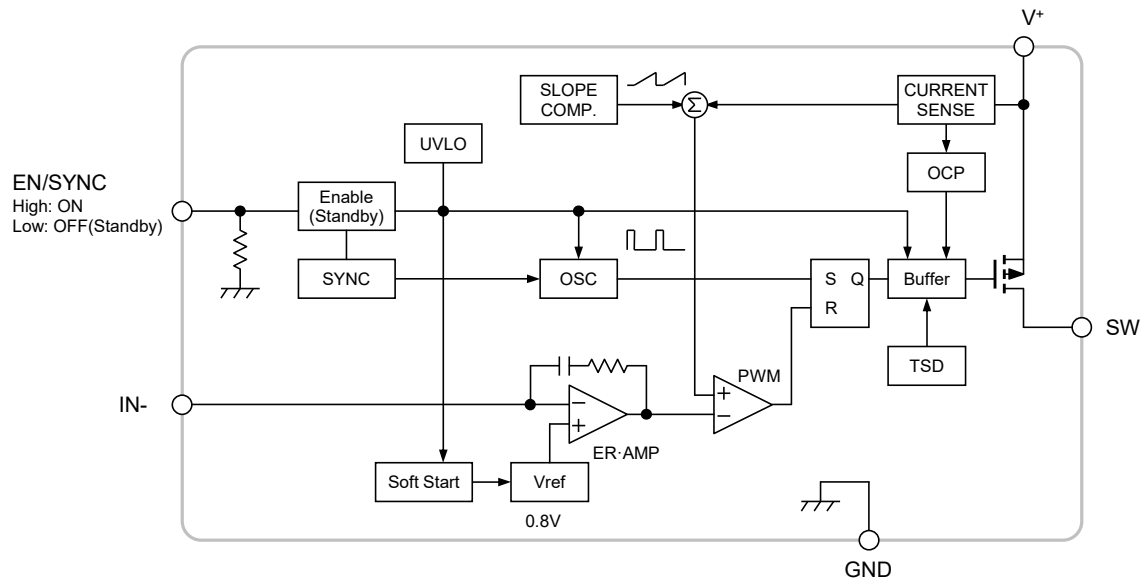 V+
SLOPE
COMP.
Σ
CURRENT
SENSE
UVLO
OCP
EN/SYNC
High: ON
Low: OFF(Standby)
Enable
(Standby)
SYNC
OSC
S Q
R
Buffer
SW
TSD
PWM
IN-
−
+
+
−
ER·AMP
Soft Start
Vref
0.8V
GND